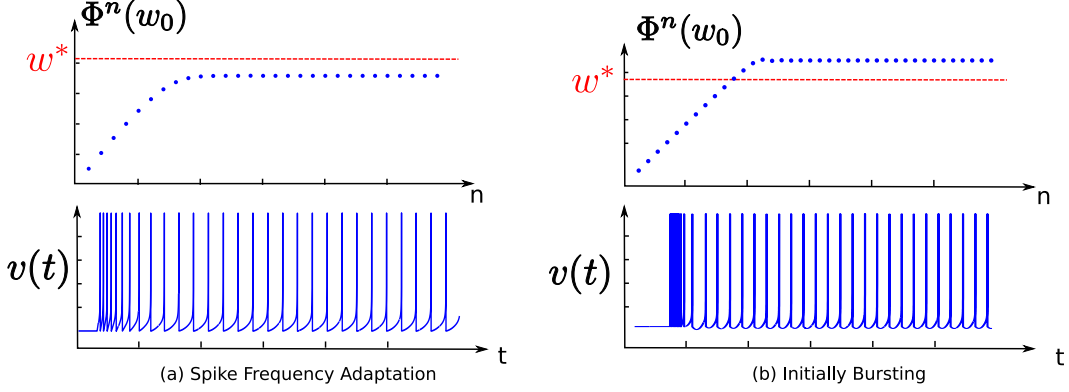 Φⁿ(w₀)
w*
n
v(t)
t
(a) Spike Frequency Adaptation
Φⁿ(w₀)
w*
n
v(t)
t
(b) Initially Bursting